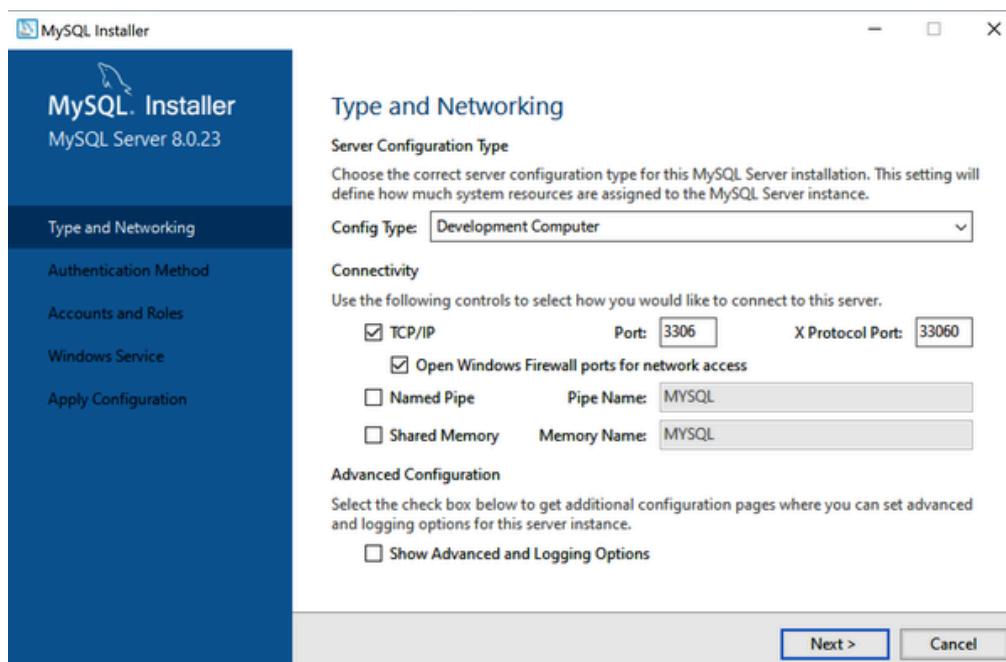 MySQL Installer
MySQL. Installer
MySQL Server 8.0.23
Type and Networking
Authentication Method
Accounts and Roles
Windows Service
Apply Configuration
Type and Networking
Server Configuration Type
Choose the correct server configuration type for this MySQL Server installation. This setting will
define how much system resources are assigned to the MySQL Server instance.
Config Type: Development Computer
Connectivity
Use the following controls to select how you would like to connect to this server.
TCP/IP Port: 3306 X Protocol Port: 33060
Open Windows Firewall ports for network access
Named Pipe Pipe Name: MYSQL
Shared Memory Memory Name: MYSQL
Advanced Configuration
Select the check box below to get additional configuration pages where you can set advanced
and logging options for this server instance.
Show Advanced and Logging Options
Next > Cancel